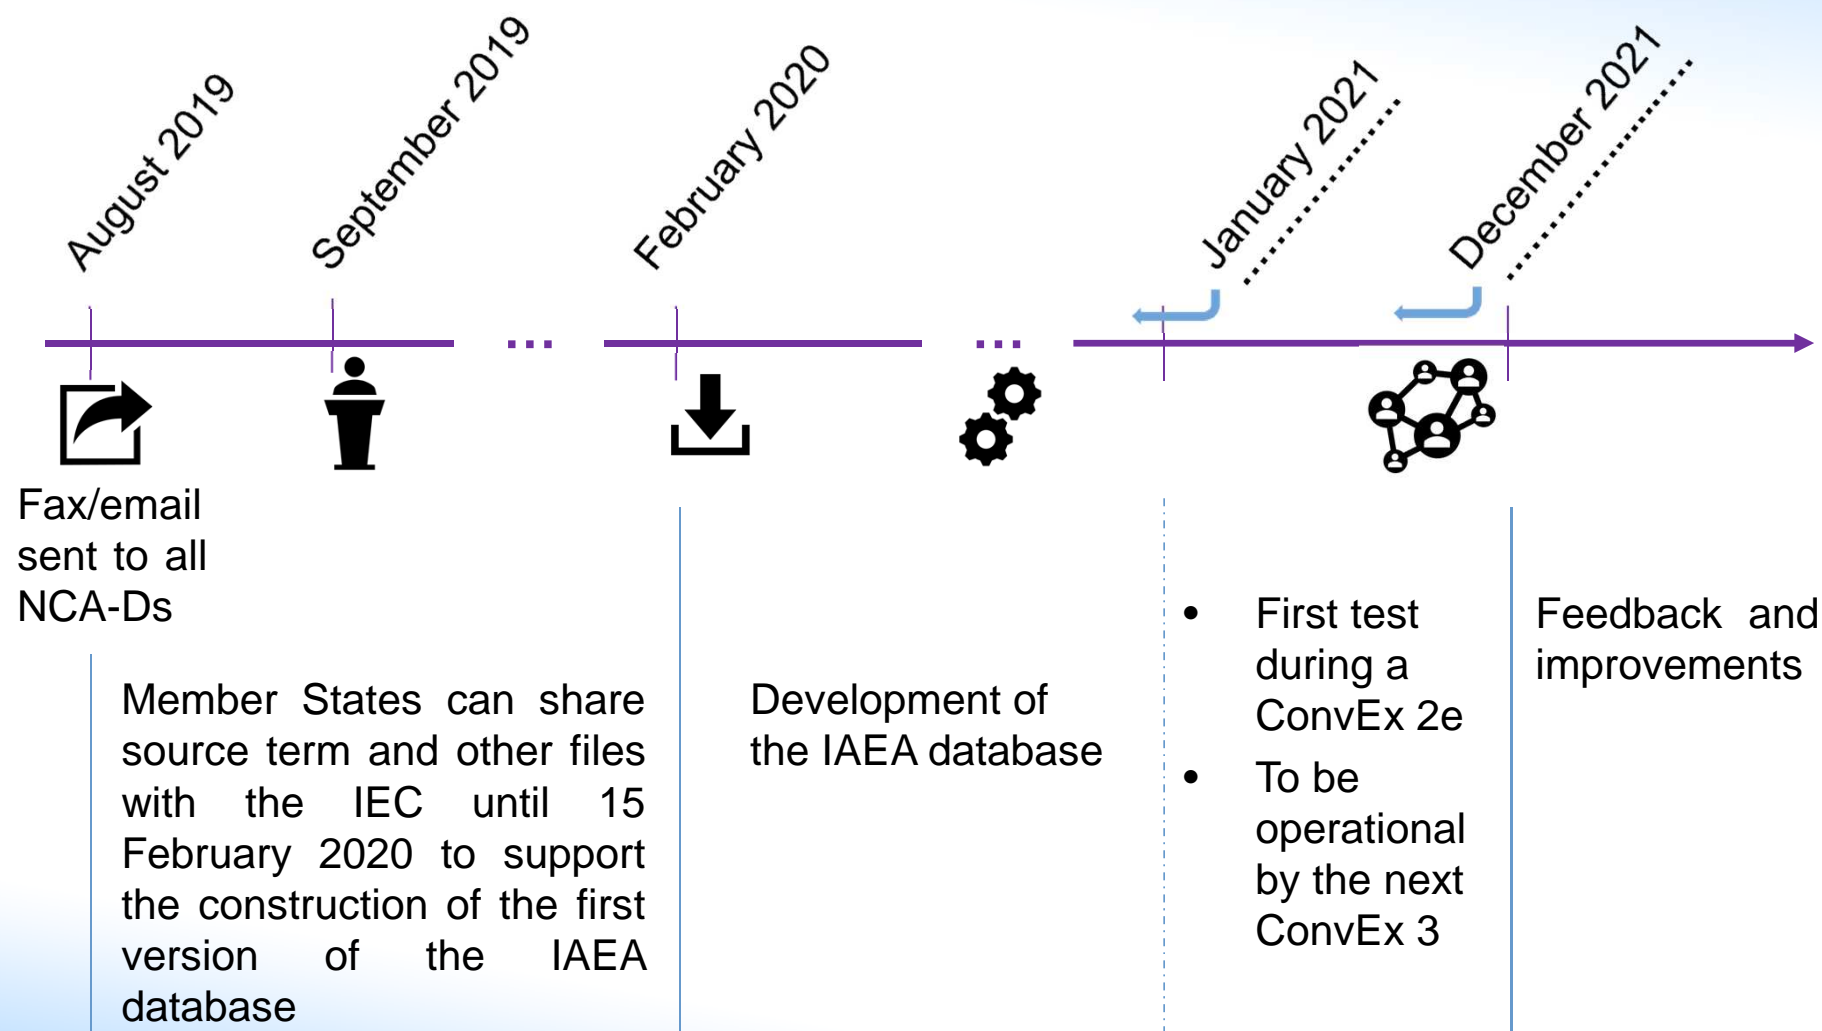 August 2019
September 2019
February 2020
January 2021
December 2021
...
...
Fax/email
sent to all
NCA-Ds
Member States can share
source term and other files
with the IEC until 15
February 2020 to support
the construction of the first
version of the IAEA
database
Development of
the IAEA database
• First test
during a
ConvEx 2e
• To be
operational
by the next
ConvEx 3
Feedback and
improvements